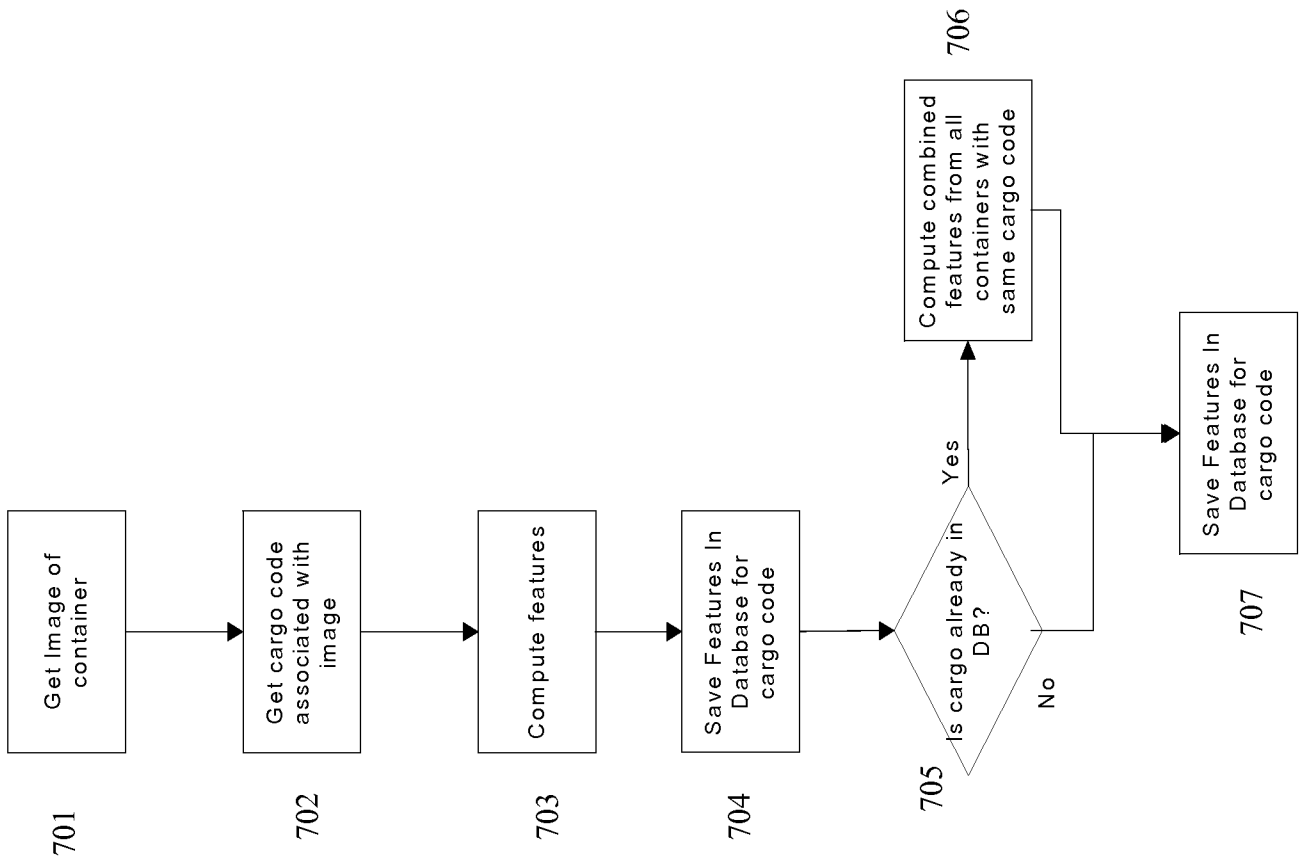 701
Get Image of
container
702
Get cargo code
associated with
image
703
Compute features
704
Save Features In
Database for
cargo code
705
Is cargo already in
DB?
Yes
No
706
Compute combined
features from all
containers with
same cargo code
707
Save Features In
Database for
cargo code